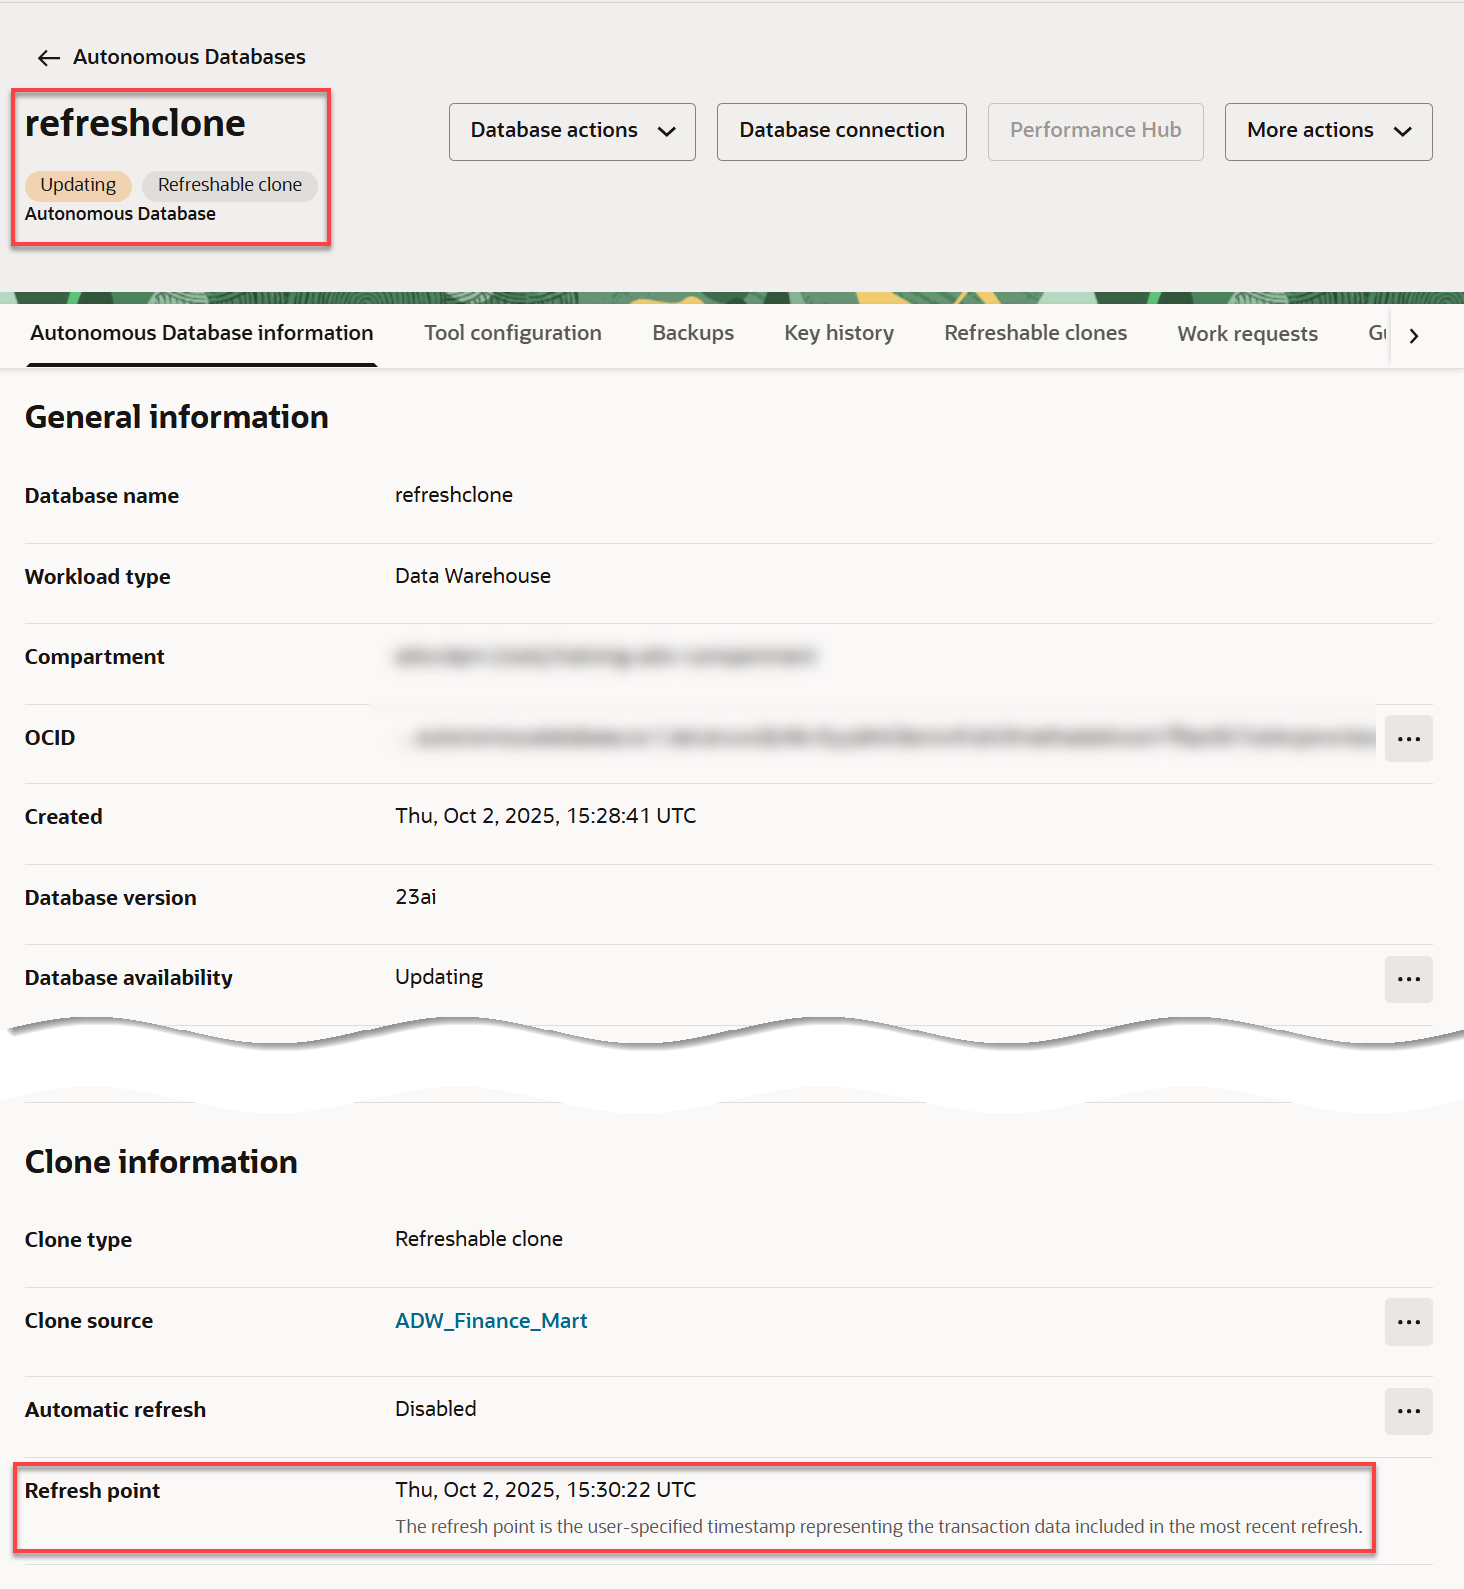 Autonomous Databases
refreshclone
Database actions
Database connection
Performance Hub
More actions
Updating
Refreshable clone
Autonomous Database
Autonomous Database information
Tool configuration
Backups
Key history
Refreshable clones
Work requests
General information
Database name
refreshclone
Workload type
Data Warehouse
Compartment
OCID
Created
Thu, Oct 2, 2025, 15:28:41 UTC
Database version
23ai
Database availability
Updating
Clone information
Clone type
Refreshable clone
Clone source
ADW_Finance_Mart
Automatic refresh
Disabled
Refresh point
Thu, Oct 2, 2025, 15:30:22 UTC
The refresh point is the user-specified timestamp representing the transaction data included in the most recent refresh.